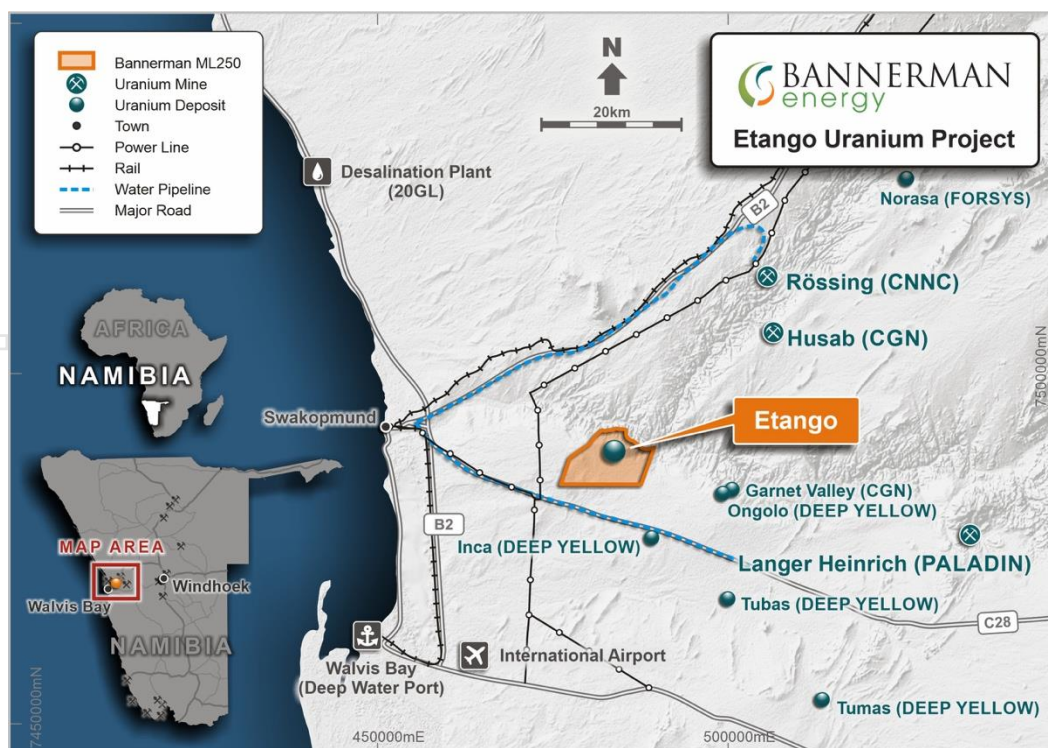 Bannerman ML250
Uranium Mine
Uranium Deposit
Town
Power Line
Rail
Water Pipeline
Major Road
N
20km
BANNERMAN
energy
Etango Uranium Project
Desalination Plant
(20GL)
B2
Norasa (FORSYS)
Rössing (CNNC)
Husab (CGN)
7500000mN
AFRICA
NAMIBIA
Swakopmund
Etango
Garnet Valley (CGN)
Ongolo (DEEP YELLOW)
B2
Inca (DEEP YELLOW)
Langer Heinrich (PALADIN)
MAP AREA
Windhoek
Walvis Bay
NAMIBIA
Tubas (DEEP YELLOW)
C28
Walvis Bay
(Deep Water Port)
International Airport
Tumas (DEEP YELLOW)
7450000mN
450000mE
500000mE